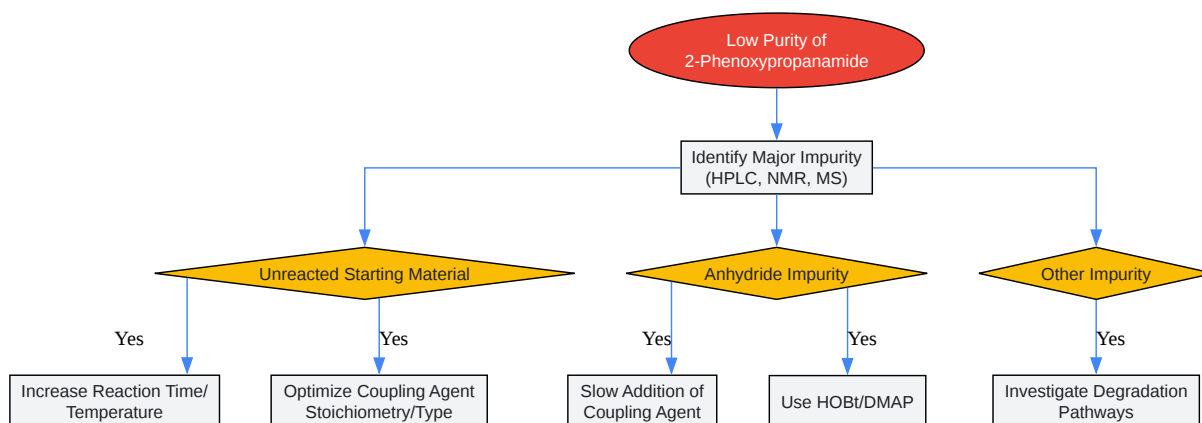 Low Purity of
2-Phenoxypropanamide
Identify Major Impurity
(HPLC, NMR, MS)
Unreacted Starting Material
Anhydride Impurity
Other Impurity
Yes
Yes
Yes
Yes
Yes
Increase Reaction Time/
Temperature
Optimize Coupling Agent
Stoichiometry/Type
Slow Addition of
Coupling Agent
Use HOBt/DMAP
Investigate Degradation
Pathways